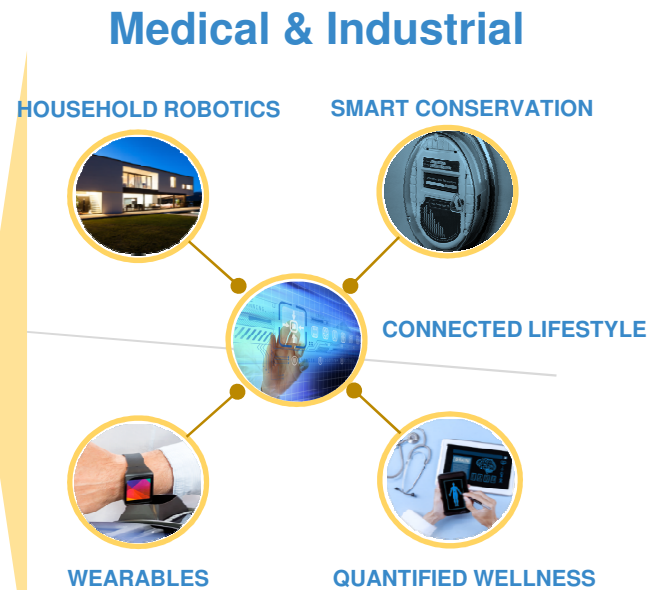 Medical & Industrial
HOUSEHOLD ROBOTICS
SMART CONSERVATION
CONNECTED LIFESTYLE
WEARABLES
QUANTIFIED WELLNESS